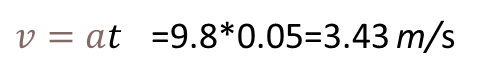 v = at =9.8*0.05=3.43 m/s